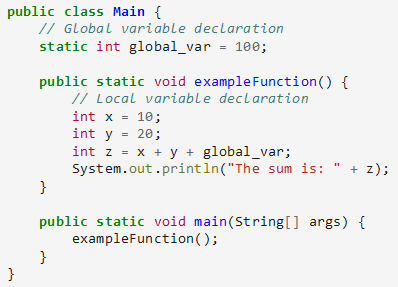 public class Main {
    // Global variable declaration
    static int global_var = 100;

    public static void exampleFunction() {
        // Local variable declaration
        int x = 10;
        int y = 20;
        int z = x + y + global_var;
        System.out.println("The sum is: " + z);
    }

    public static void main(String[] args) {
        exampleFunction();
    }
}